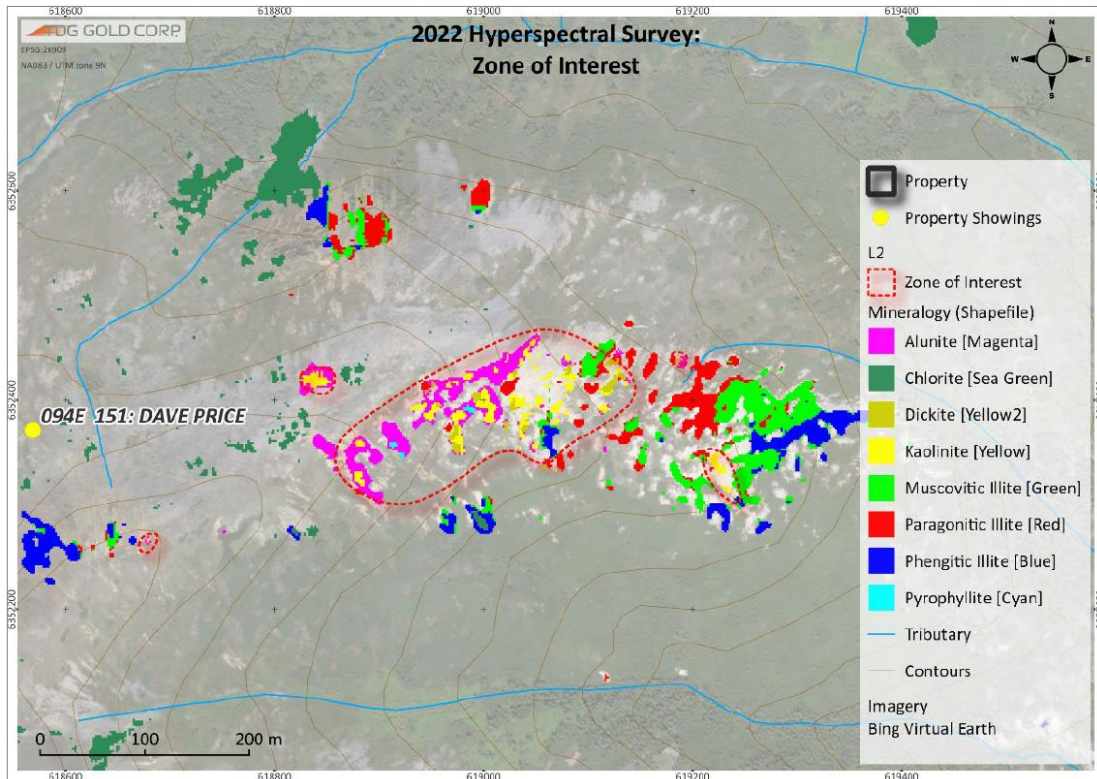 618600 618800 619000 619200 619400
TDG GOLD CORP
EPSG:26909
NAD83 / UTM zone 9N
2022 Hyperspectral Survey:
Zone of Interest
N
W E
S
6352600
6352400
6352200
094E 151: DAVE PRICE
Property
Property Showings
L2
Zone of Interest
Mineralogy (Shapefile)
Alunite [Magenta]
Chlorite [Sea Green]
Dickite [Yellow2]
Kaolinite [Yellow]
Muscovitic Illite [Green]
Paragonitic Illite [Red]
Phengitic Illite [Blue]
Pyrophyllite [Cyan]
Tributary
Contours
Imagery
Bing Virtual Earth
0 100 200 m
618600 618800 619000 619200 619400